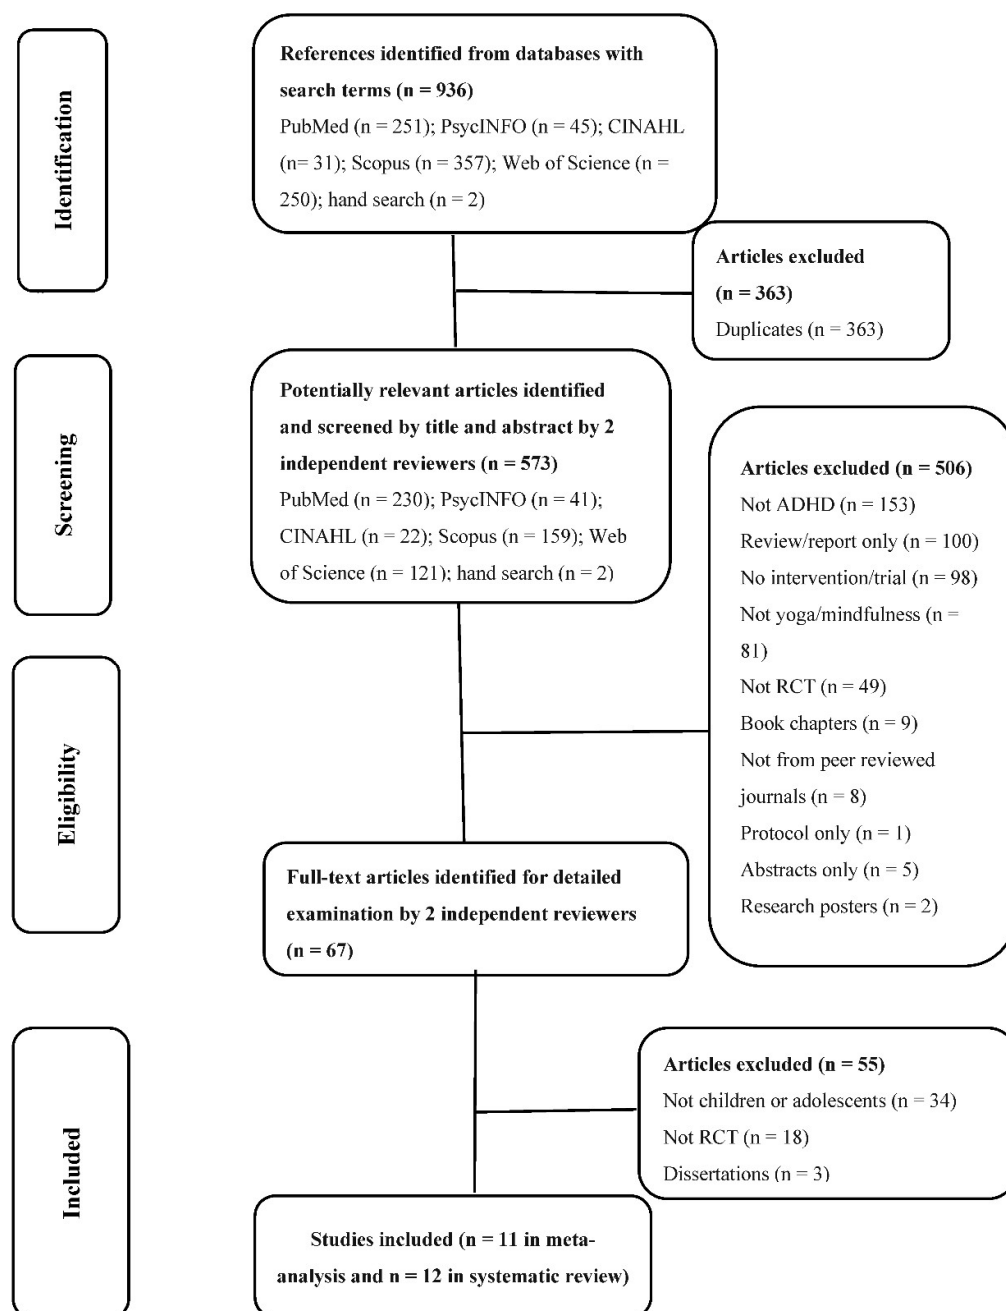 Identification
References identified from databases with
search terms (n = 936)
PubMed (n = 251); PsycINFO (n = 45); CINAHL
(n= 31); Scopus (n = 357); Web of Science (n =
250); hand search (n = 2)
Articles excluded
(n = 363)
Duplicates (n = 363)
Screening
Potentially relevant articles identified
and screened by title and abstract by 2
independent reviewers (n = 573)
PubMed (n = 230); PsycINFO (n = 41);
CINAHL (n = 22); Scopus (n = 159); Web
of Science (n = 121); hand search (n = 2)
Articles excluded (n = 506)
Not ADHD (n = 153)
Review/report only (n = 100)
No intervention/trial (n = 98)
Not yoga/mindfulness (n =
81)
Not RCT (n = 49)
Book chapters (n = 9)
Not from peer reviewed
journals (n = 8)
Protocol only (n = 1)
Abstracts only (n = 5)
Research posters (n = 2)
Eligibility
Full-text articles identified for detailed
examination by 2 independent reviewers
(n = 67)
Articles excluded (n = 55)
Not children or adolescents (n = 34)
Not RCT (n = 18)
Dissertations (n = 3)
Included
Studies included (n = 11 in meta-
analysis and n = 12 in systematic review)